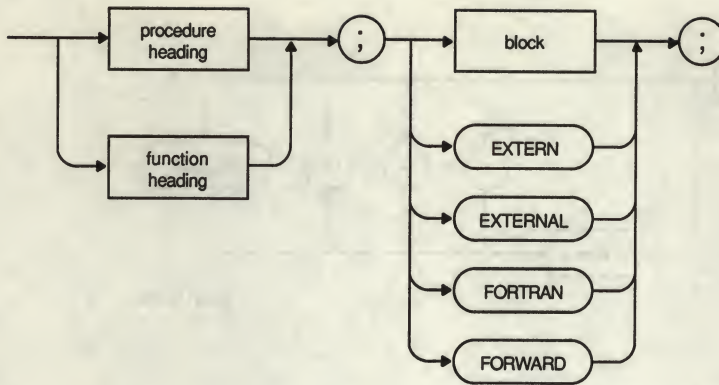 procedure
heading
;
block
;
function
heading
EXTERN
EXTERNAL
FORTRAN
FORWARD